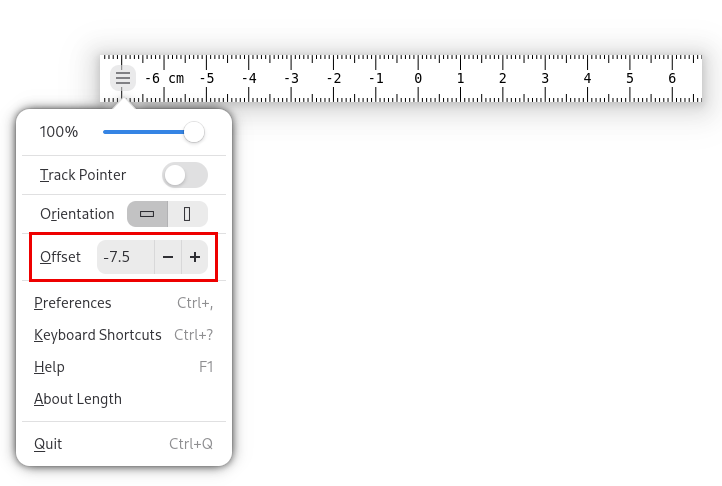 -6 cm -5 -4 -3 -2 -1 0 1 2 3 4 5 6
100%
Track Pointer
Orientation
Offset -7.5 − +
Preferences Ctrl+,
Keyboard Shortcuts Ctrl+?
Help F1
About Length
Quit Ctrl+Q